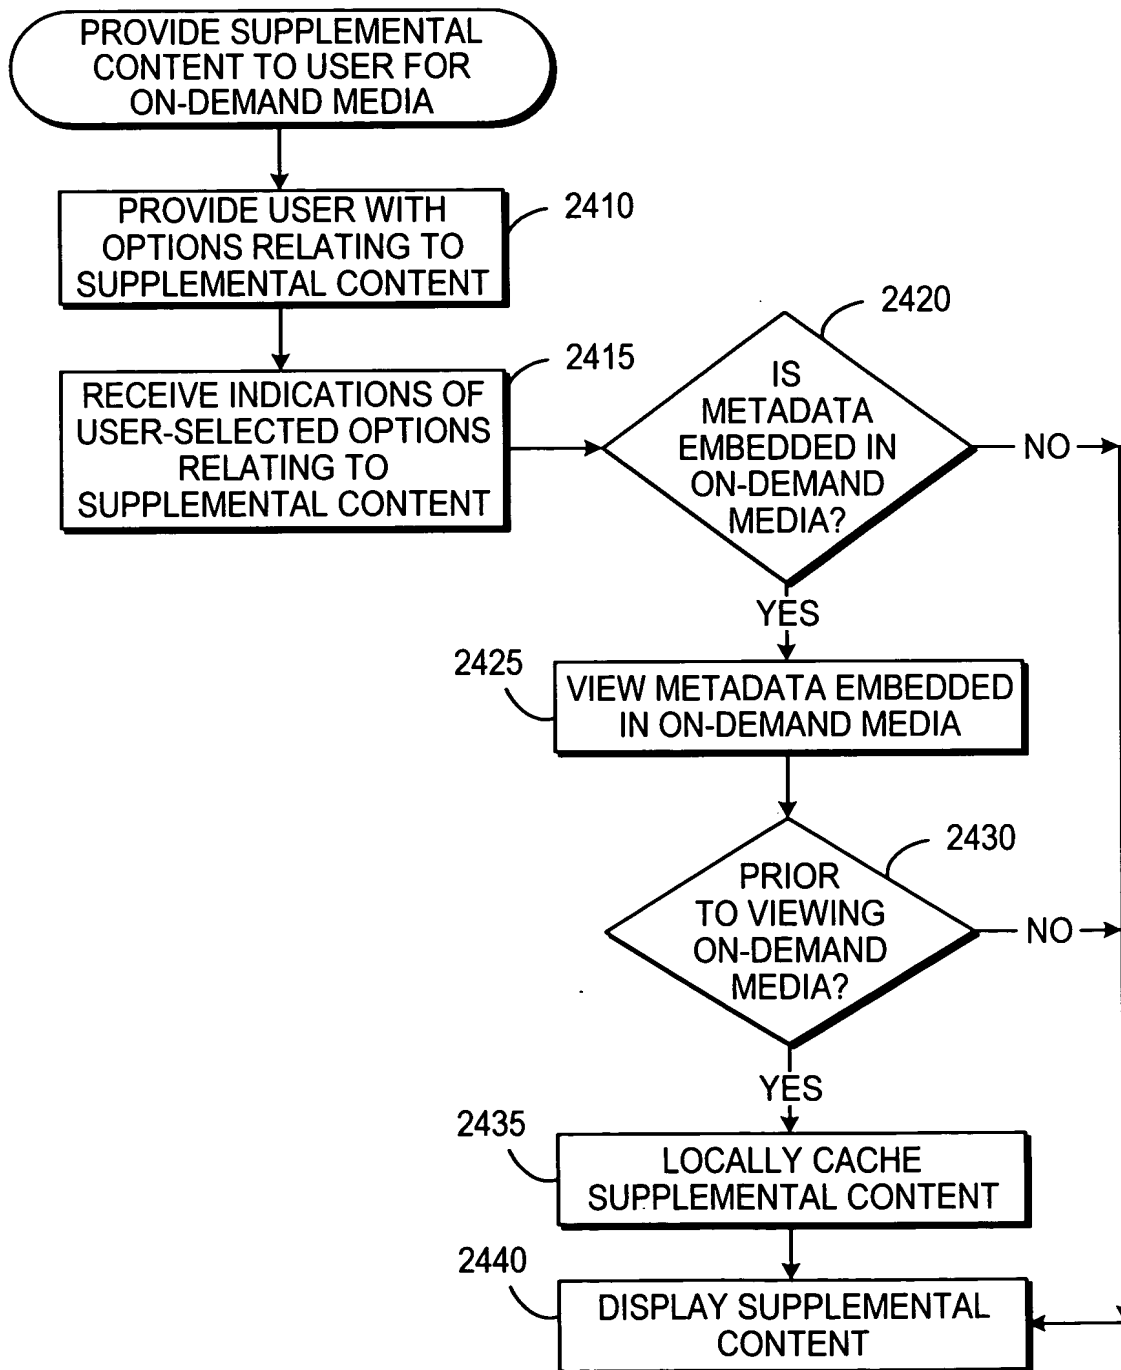 PROVIDE SUPPLEMENTAL
CONTENT TO USER FOR
ON-DEMAND MEDIA
PROVIDE USER WITH
OPTIONS RELATING TO
SUPPLEMENTAL CONTENT
2410
RECEIVE INDICATIONS OF
USER-SELECTED OPTIONS
RELATING TO
SUPPLEMENTAL CONTENT
2415
IS
METADATA
EMBEDDED IN
ON-DEMAND
MEDIA?
2420
NO
YES
2425
VIEW METADATA EMBEDDED
IN ON-DEMAND MEDIA
PRIOR
TO VIEWING
ON-DEMAND
MEDIA?
2430
NO
YES
2435
LOCALLY CACHE
SUPPLEMENTAL CONTENT
2440
DISPLAY SUPPLEMENTAL
CONTENT